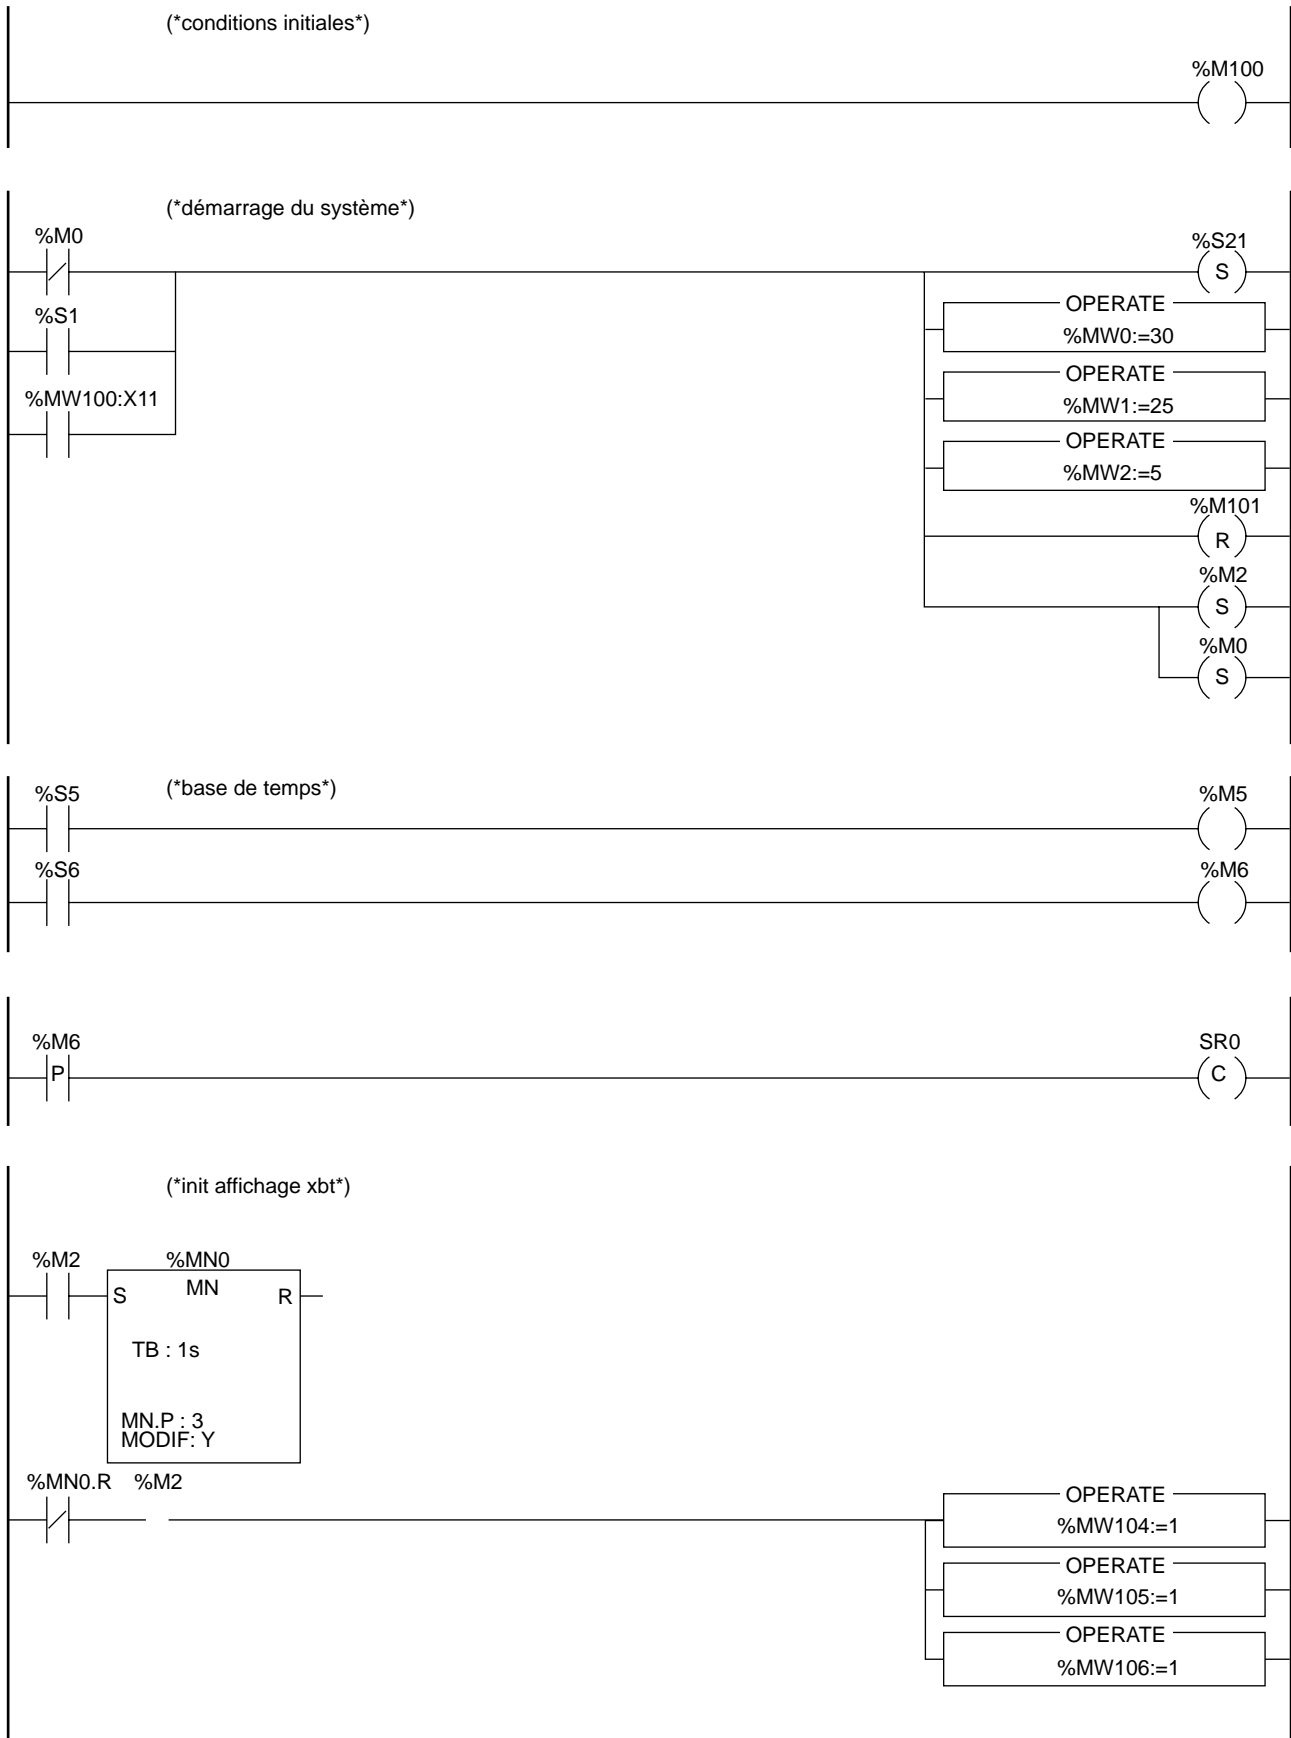 (*conditions initiales*)
%M100
(*démarrage du système*)
%M0
%S21
S
OPERATE
%S1
%MW0:=30
OPERATE
%MW100:X11
%MW1:=25
OPERATE
%MW2:=5
%M101
R
%M2
S
%M0
S
(*base de temps*)
%S5
%M5
%S6
%M6
%M6
SR0
P
C
(*init affichage xbt*)
%M2
%MN0
S
MN
R
TB : 1s
MN.P : 3
MODIF: Y
%MN0.R
%M2
OPERATE
%MW104:=1
OPERATE
%MW105:=1
OPERATE
%MW106:=1